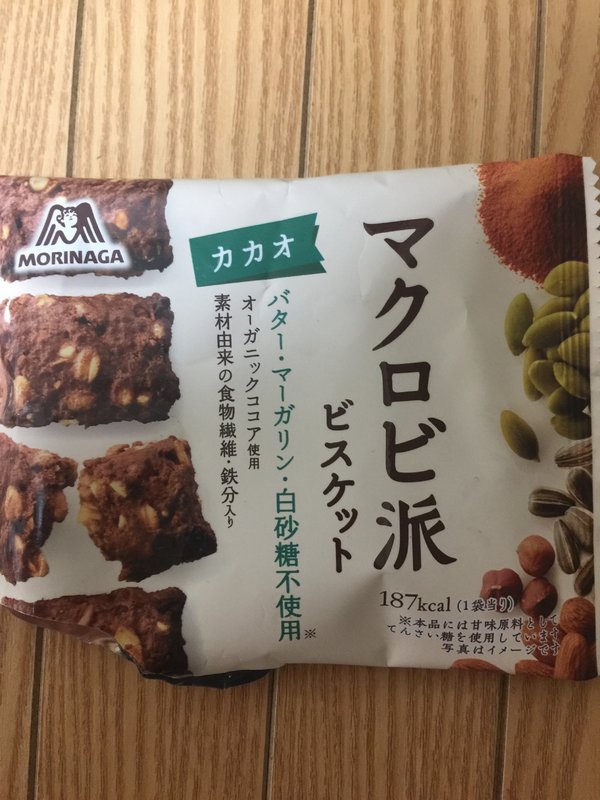 MORINAGA
マクロビ派
ビスケット
カカオ
バター・マーガリン・白砂糖不使用※
オーガニックココア使用
素材由来の食物繊維・鉄分入り
187kcal(1袋当り)
※本品には甘味原料として
てんさい糖を使用しています
写真はイメージです